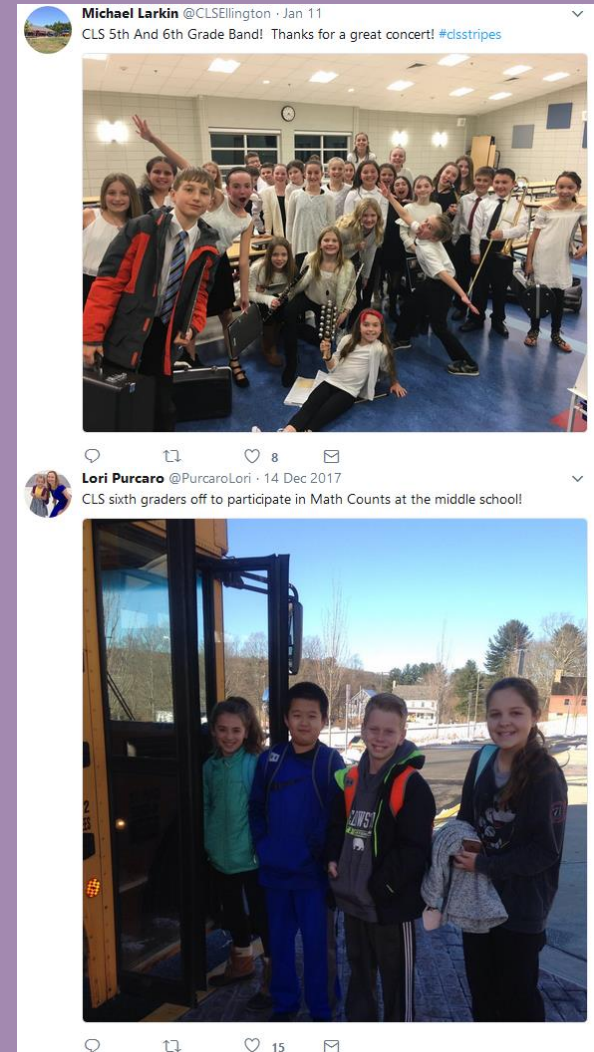 Michael Larkin @CLSEllington · Jan 11
CLS 5th And 6th Grade Band! Thanks for a great concert! #clsstripes
8
Lori Purcaro @PurcaroLori · 14 Dec 2017
CLS sixth graders off to participate in Math Counts at the middle school!
15